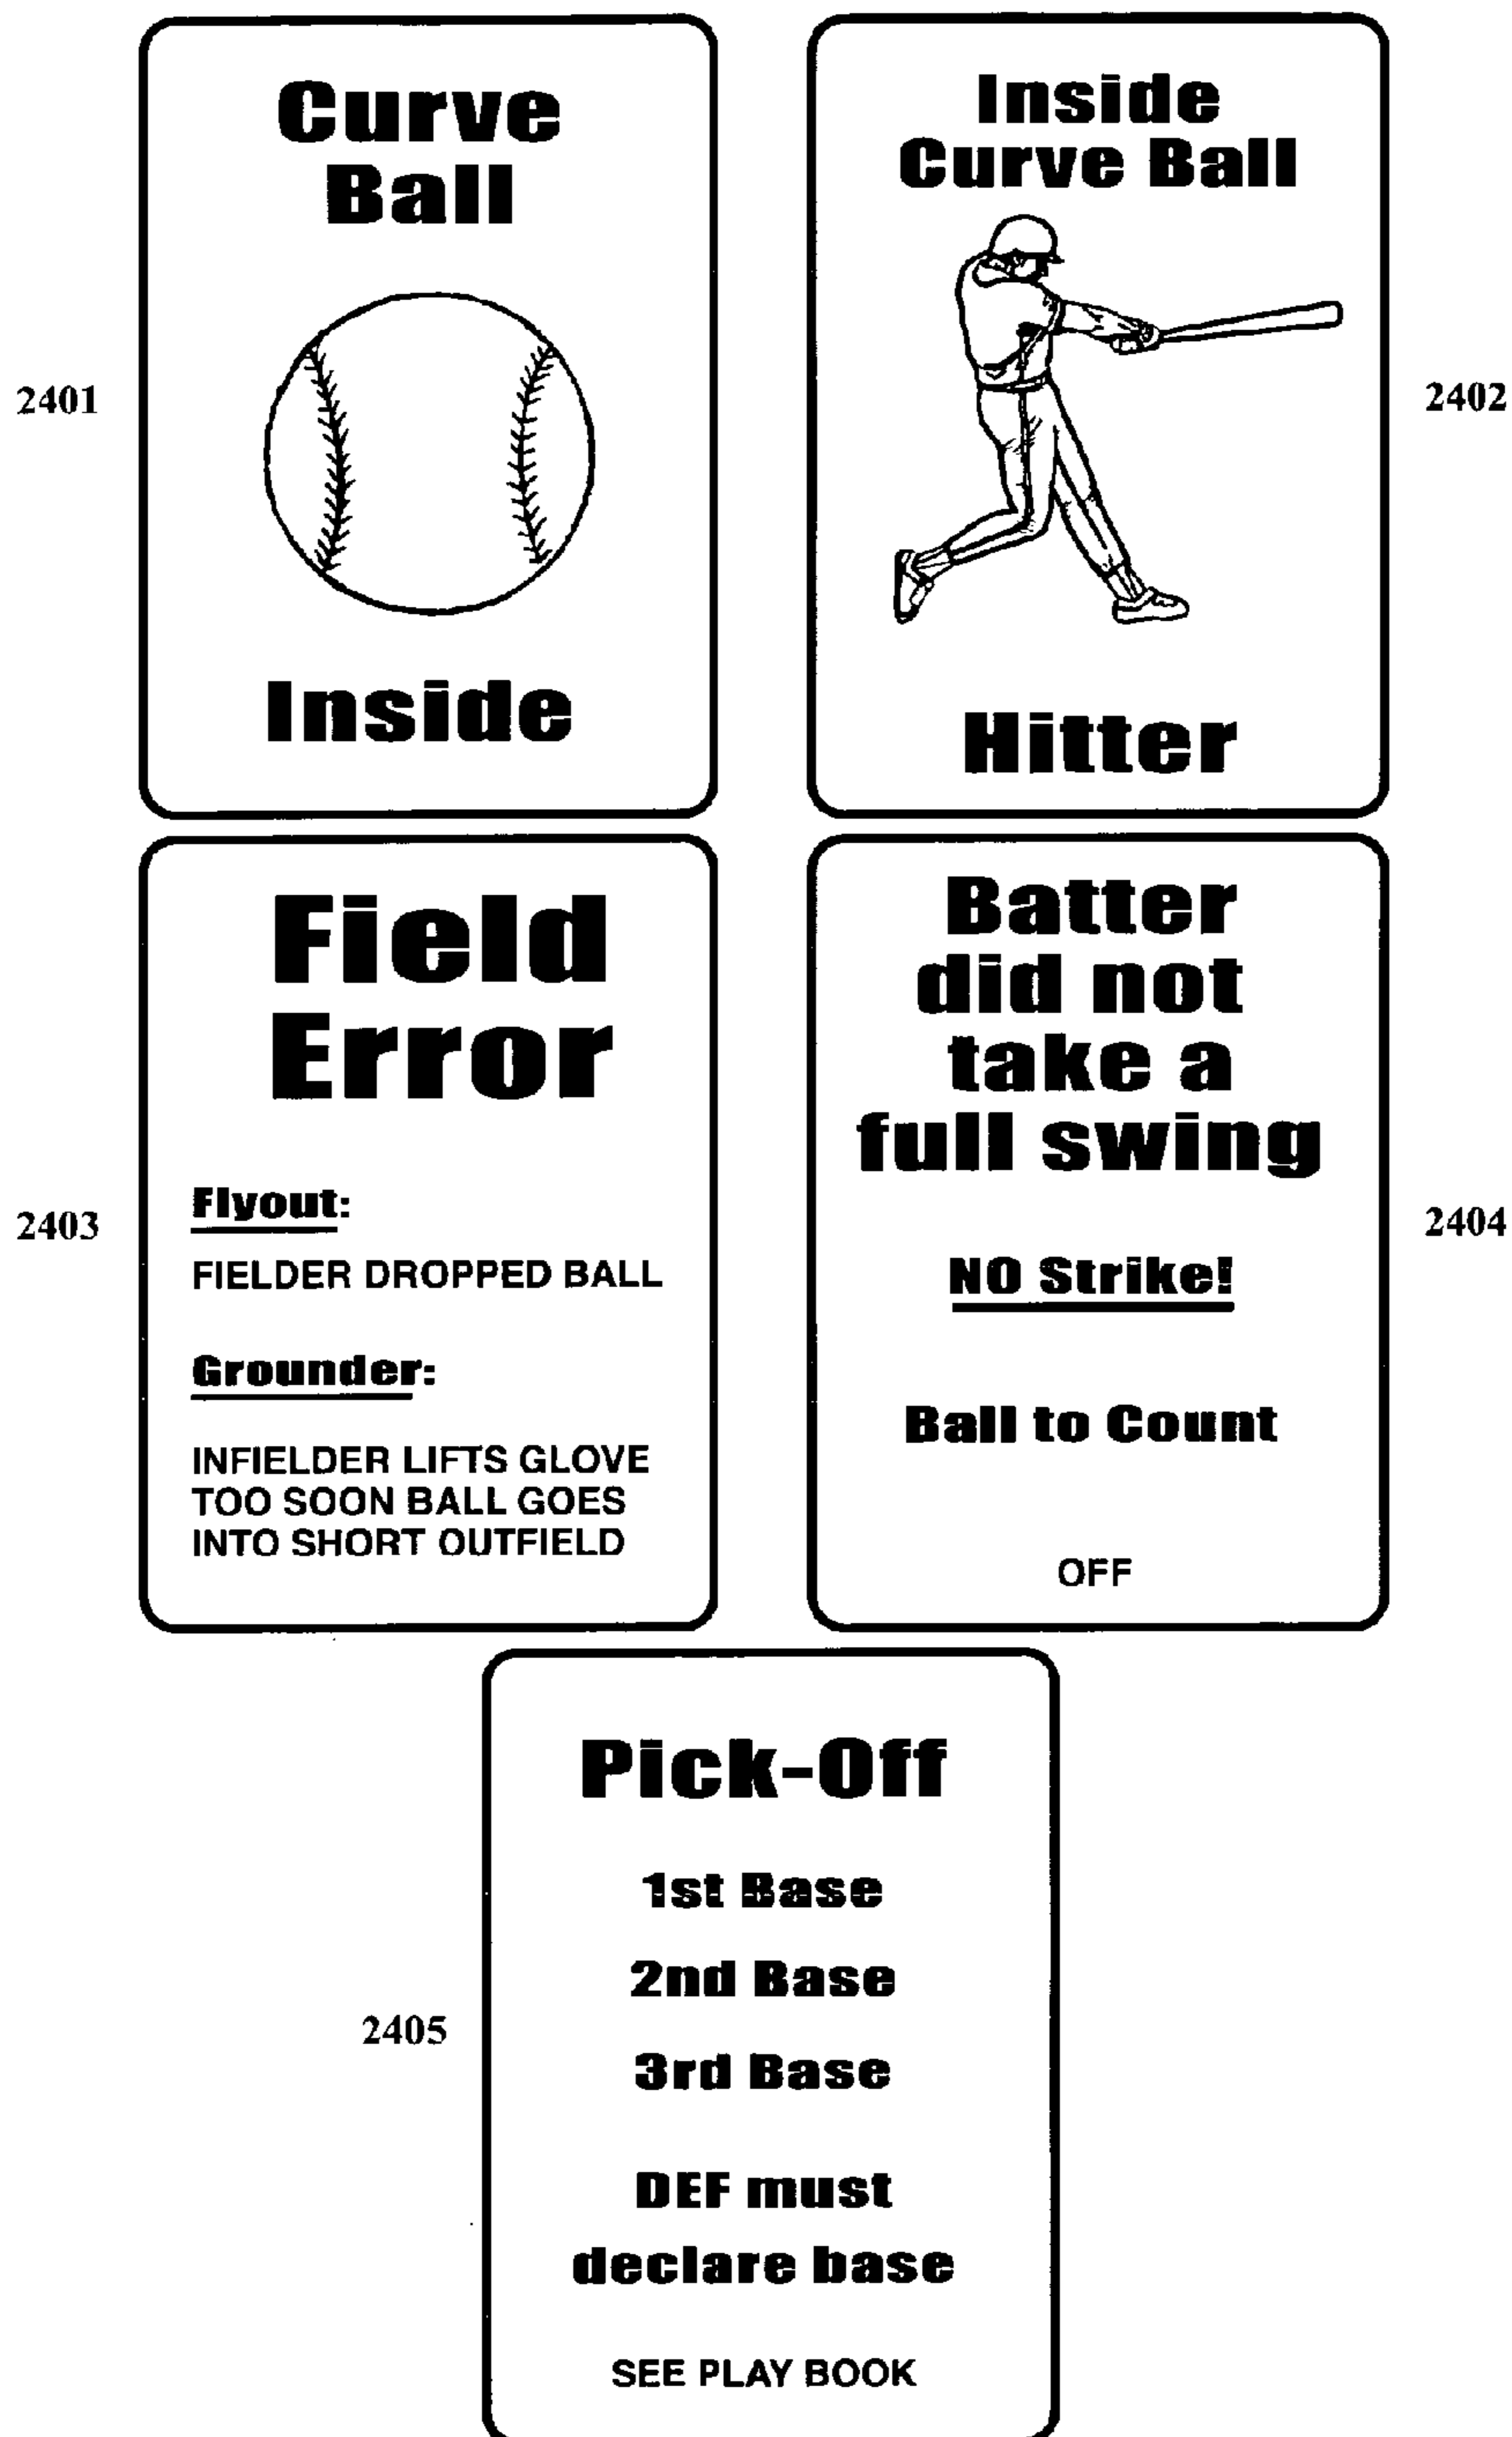 Curve
Ball
2401
Inside
Inside
Curve Ball
2402
Hitter
Field
Error
2403
Flyout:
FIELDER DROPPED BALL
Grounder:
INFIELDER LIFTS GLOVE
TOO SOON BALL GOES
INTO SHORT OUTFIELD
Batter
did not
take a
full swing
2404
NO Strike!
Ball to Count
OFF
Pick-Off
1st Base
2nd Base
2405
3rd Base
DEF must
declare base
SEE PLAY BOOK